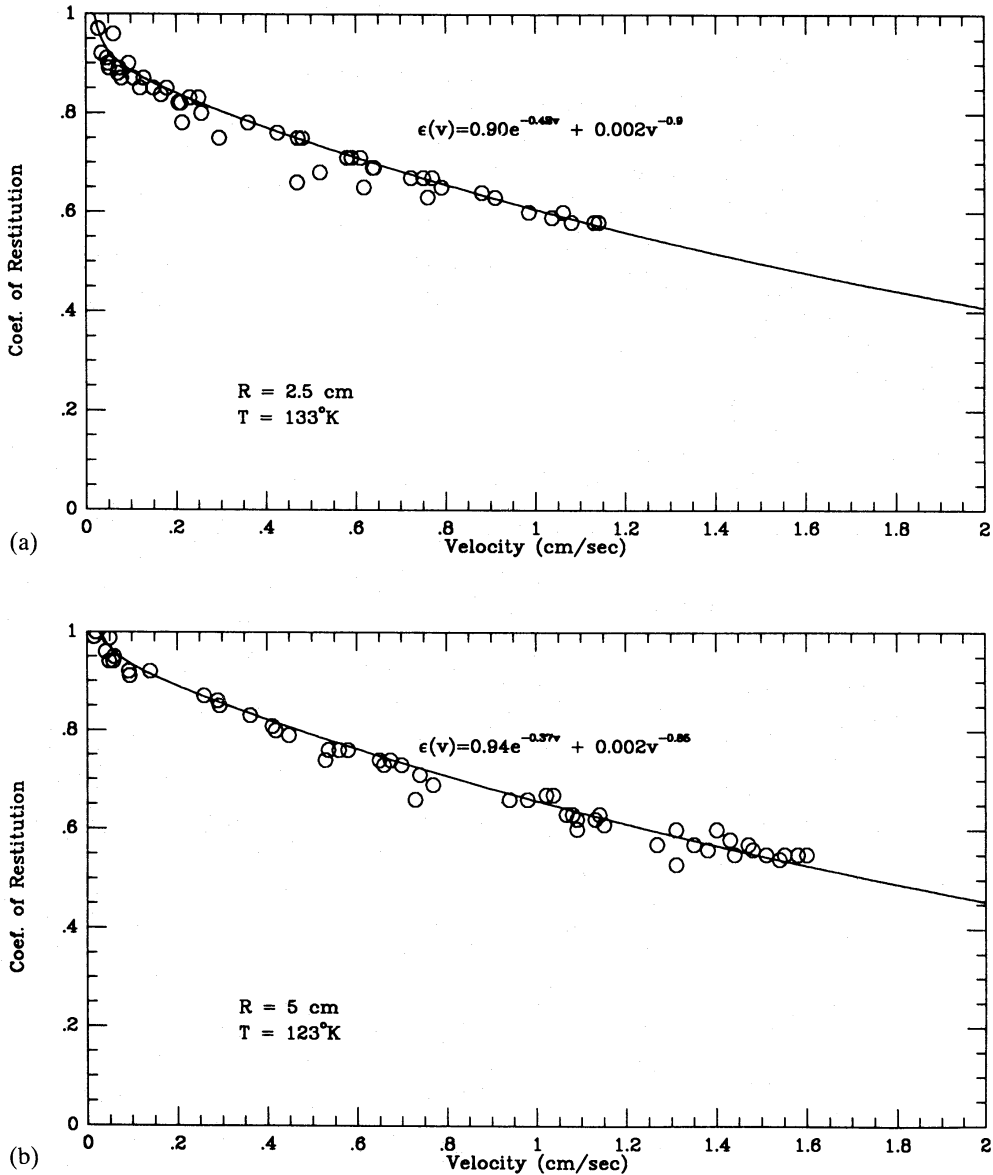 1
.8
.6
.4
.2
0
Coef. of Restitution
ϵ(v)=0.90e^-0.42v + 0.002v^-0.9
R = 2.5 cm
T = 133°K
0 .2 .4 .6 .8 1 1.2 1.4 1.6 1.8 2
(a)
Velocity (cm/sec)
1
.8
.6
.4
.2
0
Coef. of Restitution
ϵ(v)=0.94e^-0.37v + 0.002v^-0.85
R = 5 cm
T = 123°K
0 .2 .4 .6 .8 1 1.2 1.4 1.6 1.8 2
(b)
Velocity (cm/sec)